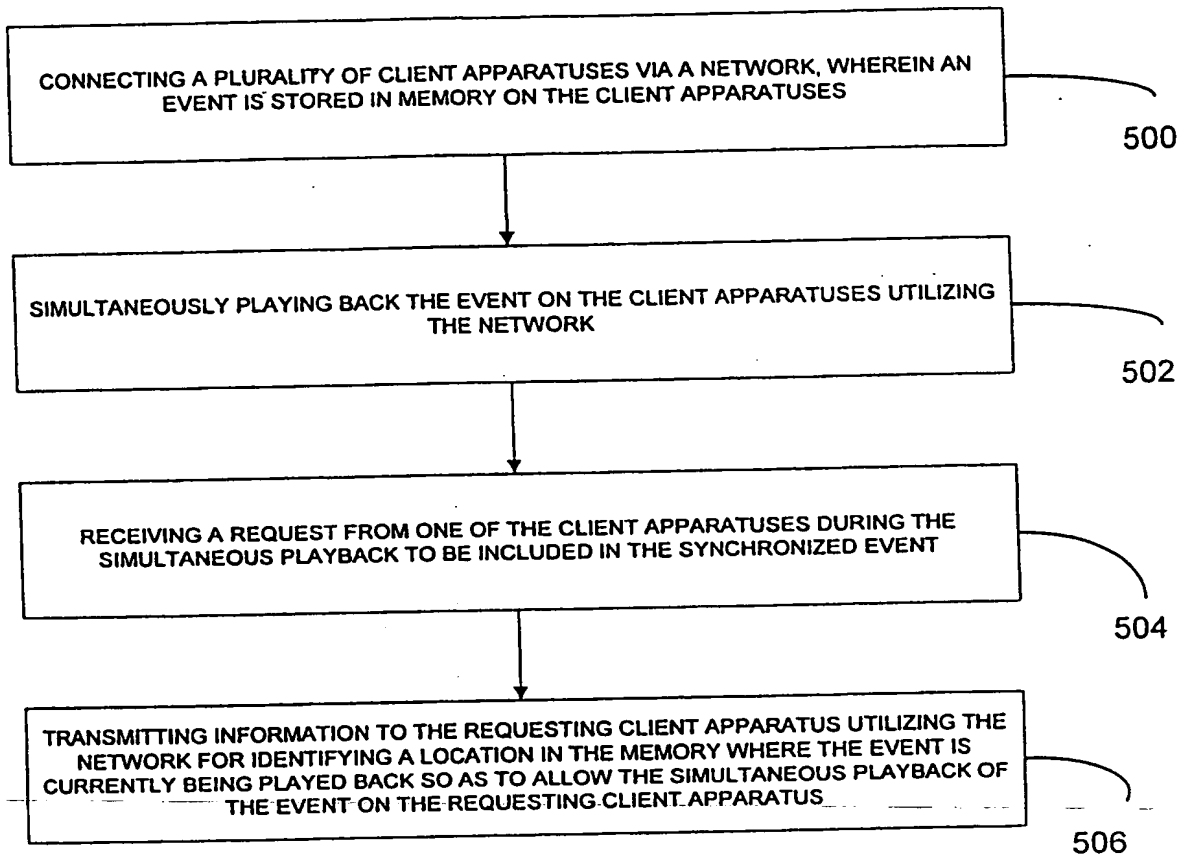 CONNECTING A PLURALITY OF CLIENT APPARATUSES VIA A NETWORK, WHEREIN AN
EVENT IS STORED IN MEMORY ON THE CLIENT APPARATUSES
500
SIMULTANEOUSLY PLAYING BACK THE EVENT ON THE CLIENT APPARATUSES UTILIZING
THE NETWORK
502
RECEIVING A REQUEST FROM ONE OF THE CLIENT APPARATUSES DURING THE
SIMULTANEOUS PLAYBACK TO BE INCLUDED IN THE SYNCHRONIZED EVENT
504
TRANSMITTING INFORMATION TO THE REQUESTING CLIENT APPARATUS UTILIZING THE
NETWORK FOR IDENTIFYING A LOCATION IN THE MEMORY WHERE THE EVENT IS
CURRENTLY BEING PLAYED BACK SO AS TO ALLOW THE SIMULTANEOUS PLAYBACK OF
THE EVENT ON THE REQUESTING CLIENT APPARATUS
506